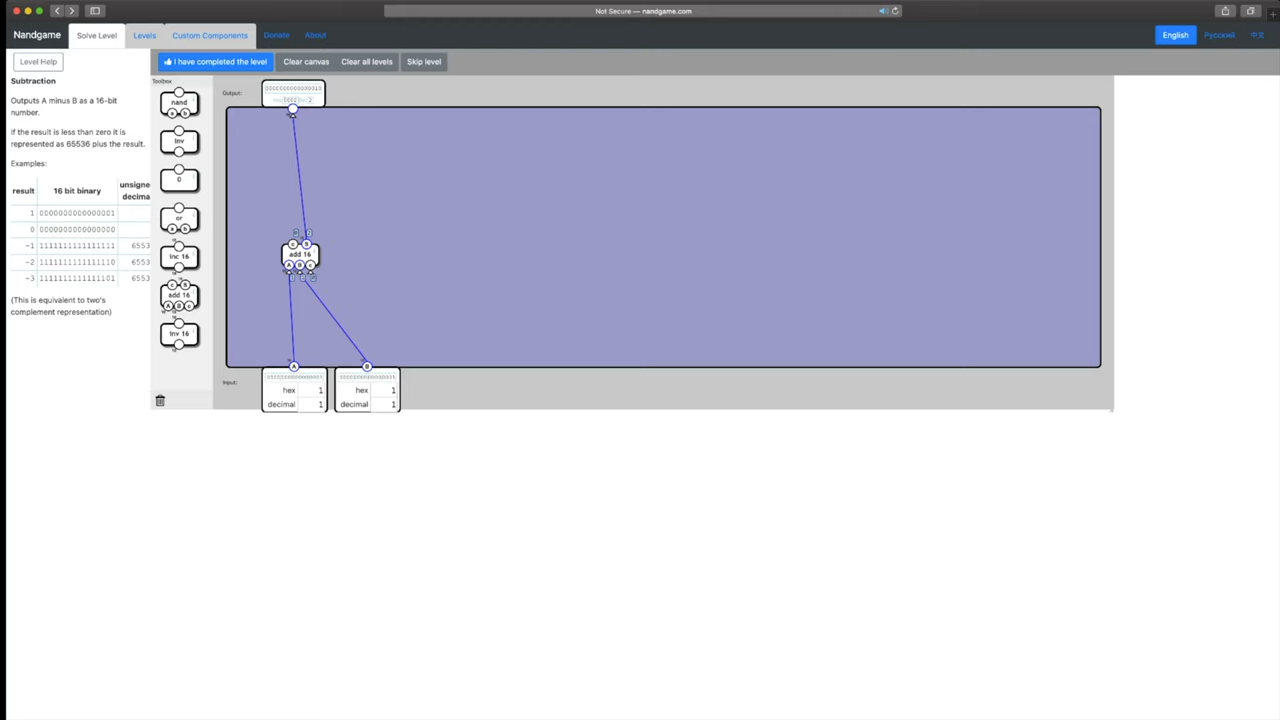 Not Secure — nandgame.com
Nandgame
Solve Level
Levels
Custom Components
Donate
About
English
Русский
中文
Level Help
I have completed the level
Clear canvas
Clear all levels
Skip level
Subtraction
Outputs A minus B as a 16-bit
number.
If the result is less than zero it is
represented as 65536 plus the result.
Examples:
result 16 bit binary unsigne
decima
1 0000000000000001
0 0000000000000000
-1 1111111111111111 6553
-2 1111111111111110 6553
-3 1111111111111101 6553
(This is equivalent to two's
complement representation)
Toolbox
nand
a b
inv
0
or
a b
inc 16
c B
add 16
A B c
inv 16
Output:
0000000000000010
c B
add 16
A B c
Input:
A
B
0000000000000001
0000000000000001
hex 1
hex 1
decimal 1
decimal 1